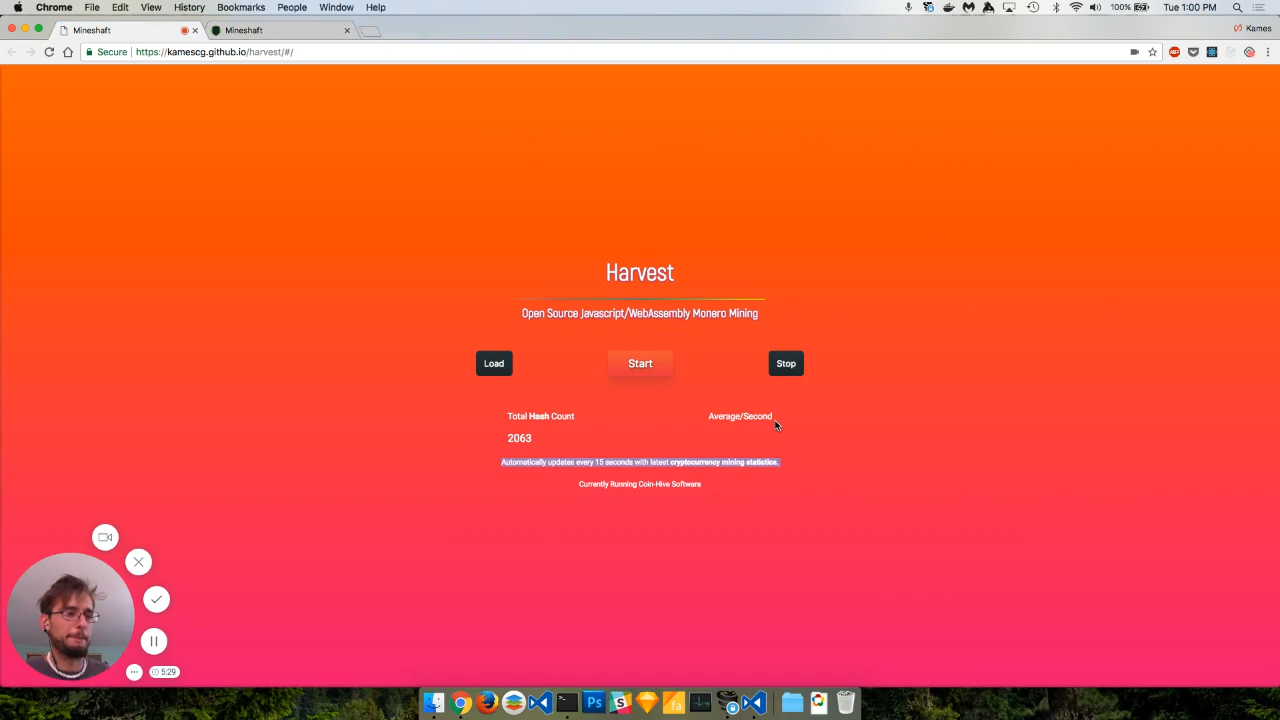 Chrome File Edit View History Bookmarks People Window Help 100% Tue 1:00 PM
Mineshaft Mineshaft Kames
Secure https://kamescg.github.io/harvest/#/
Harvest
Open Source Javascript/WebAssembly Monero Mining
Load Start Stop
Total Hash Count Average/Second
2063
Automatically updates every 15 seconds with latest cryptocurrency mining statistics.
Currently Running Coin-Hive Software
5:29
Ps fa